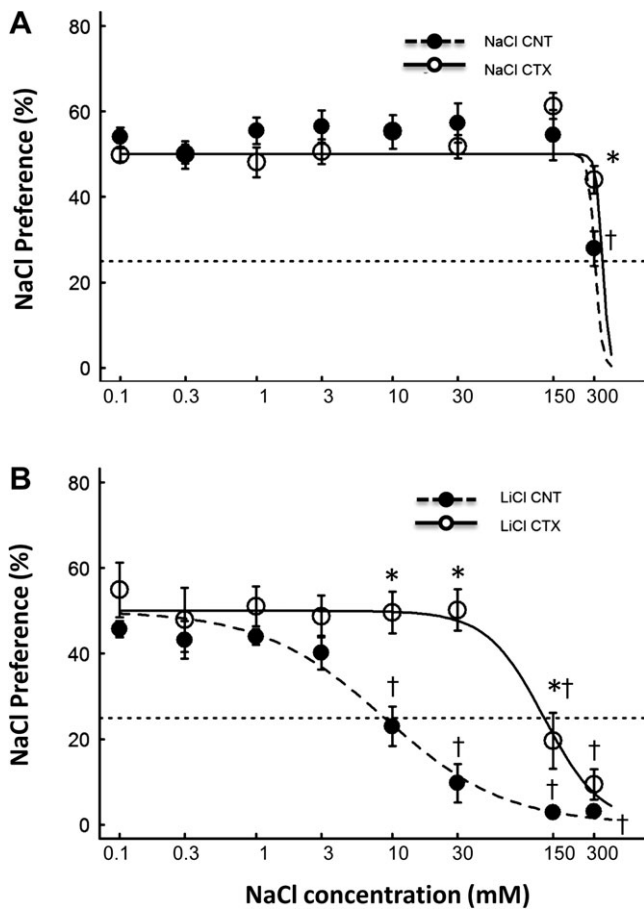 A
NaCl CNT
NaCl CTX
80
60
40
20
0
NaCl Preference (%)
*
†
0.1 0.3 1 3 10 30 150 300
B
LiCl CNT
LiCl CTX
80
60
40
20
0
NaCl Preference (%)
* *
† † *† † † †
0.1 0.3 1 3 10 30 150 300
NaCl concentration (mM)